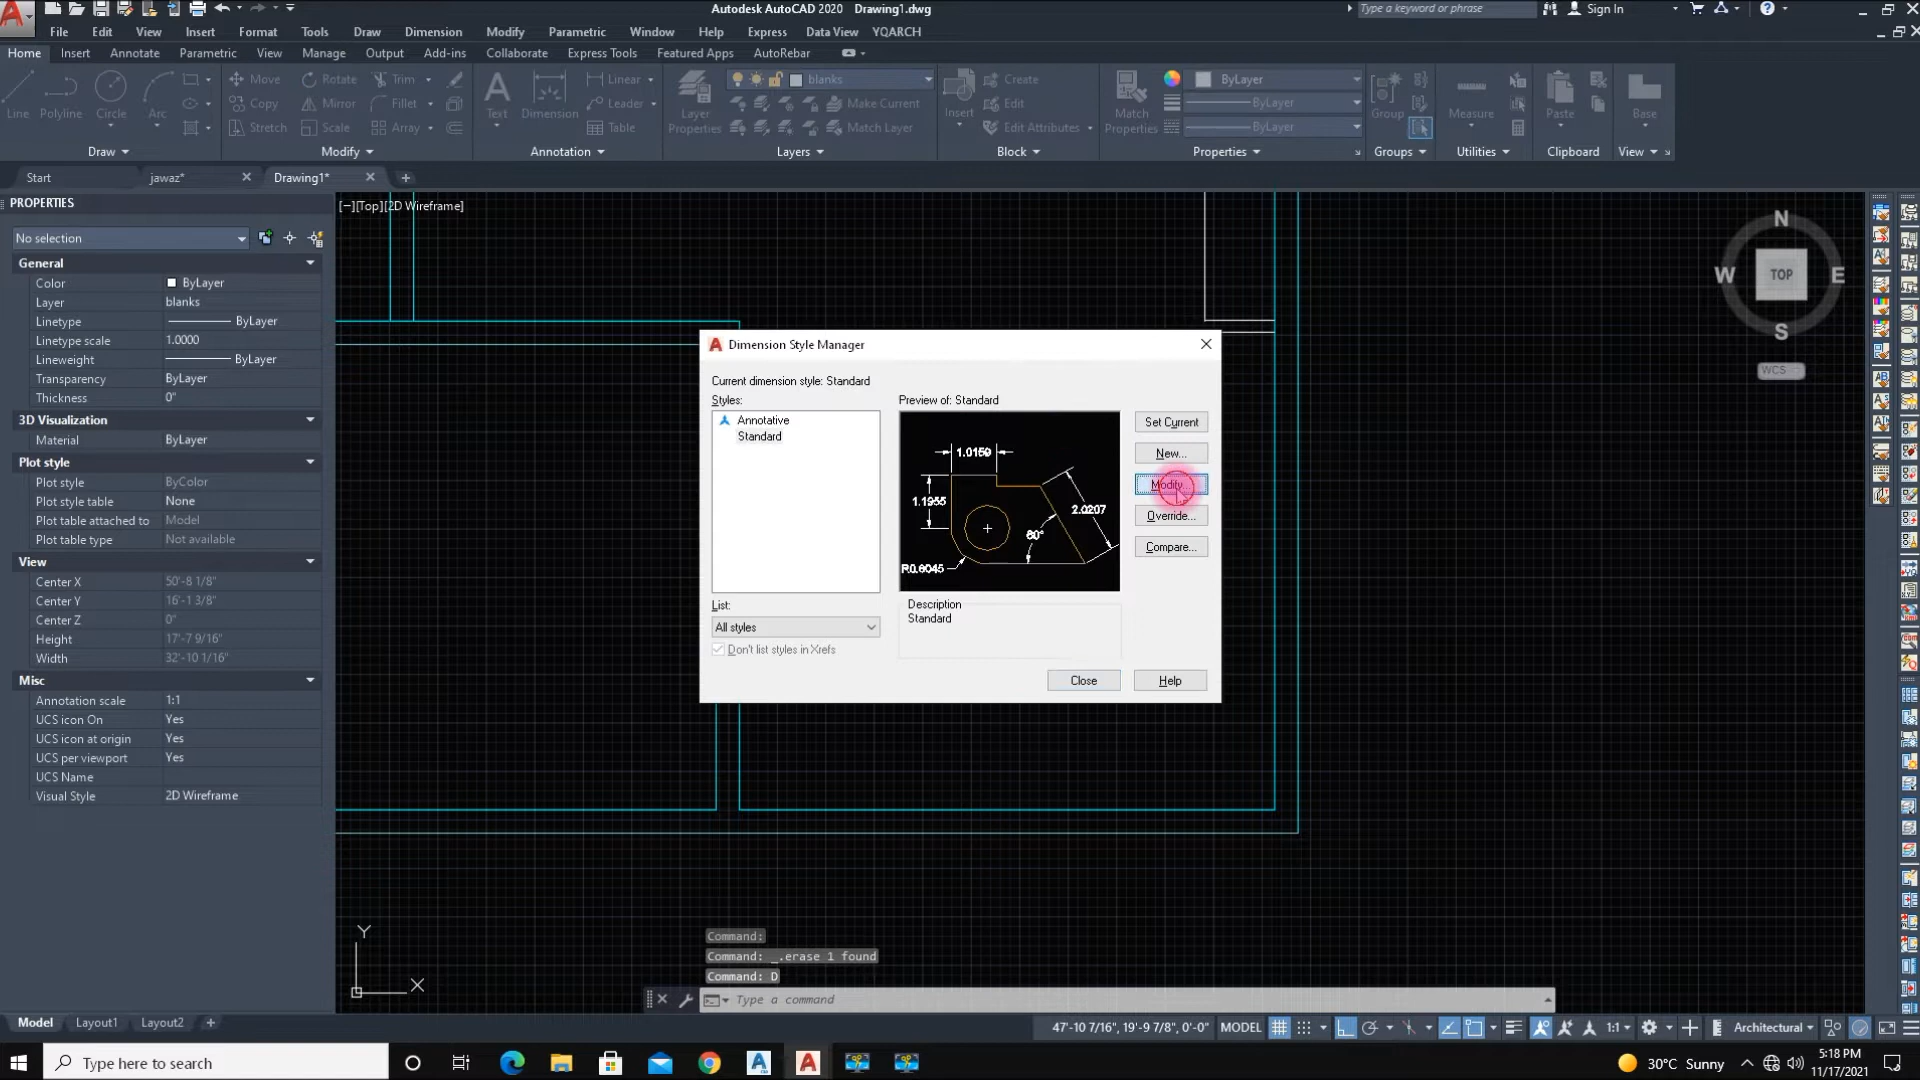 Autodesk AutoCAD 2020 Drawing1.dwg
Type a keyword or phrase
Sign In
File Edit View Insert Format Tools Draw Dimension Modify Parametric Window Help Express Data View YQARCH
Home Insert Annotate Parametric View Manage Output Add-ins Collaborate Express Tools Featured Apps AutoRebar
Move Rotate Trim Linear blanks Create ByLayer
Copy Mirror Fillet Leader Make Current Edit ByLayer
Stretch Scale Array Table Match Layer Edit Attributes ByLayer
Line Polyline Circle Arc Text Dimension Layer Properties Insert Match Properties Group Measure Paste Base
Draw Modify Annotation Layers Block Properties Groups Utilities Clipboard View
Start jawaz* Drawing1*
PROPERTIES
[−][Top][2D Wireframe]
No selection
General
Color ByLayer
Layer blanks
Linetype ByLayer
Linetype scale 1.0000
Lineweight ByLayer
Transparency ByLayer
Thickness 0"
3D Visualization
Material ByLayer
Plot style
Plot style ByColor
Plot style table None
Plot table attached to Model
Plot table type Not available
View
Center X 50'-8 1/8"
Center Y 16'-1 3/8"
Center Z 0"
Height 17'-7 9/16"
Width 32'-10 1/16"
Misc
Annotation scale 1:1
UCS icon On Yes
UCS icon at origin Yes
UCS per viewport Yes
UCS Name
Visual Style 2D Wireframe
N
W TOP E
S
WCS
Dimension Style Manager
Current dimension style: Standard
Styles:
Annotative
Standard
Preview of: Standard
1.0159
1.1955
2.0207
60°
R0.8045
Set Current
New...
Modify...
Override...
Compare...
List:
All styles
Don't list styles in Xrefs
Description
Standard
Close Help
Y
X
Command:
Command: _.erase 1 found
Command: D
Type a command
Model Layout1 Layout2
47'-10 7/16", 19'-9 7/8", 0'-0" MODEL 1:1 Architectural
Type here to search
30°C Sunny
5:18 PM
11/17/2021